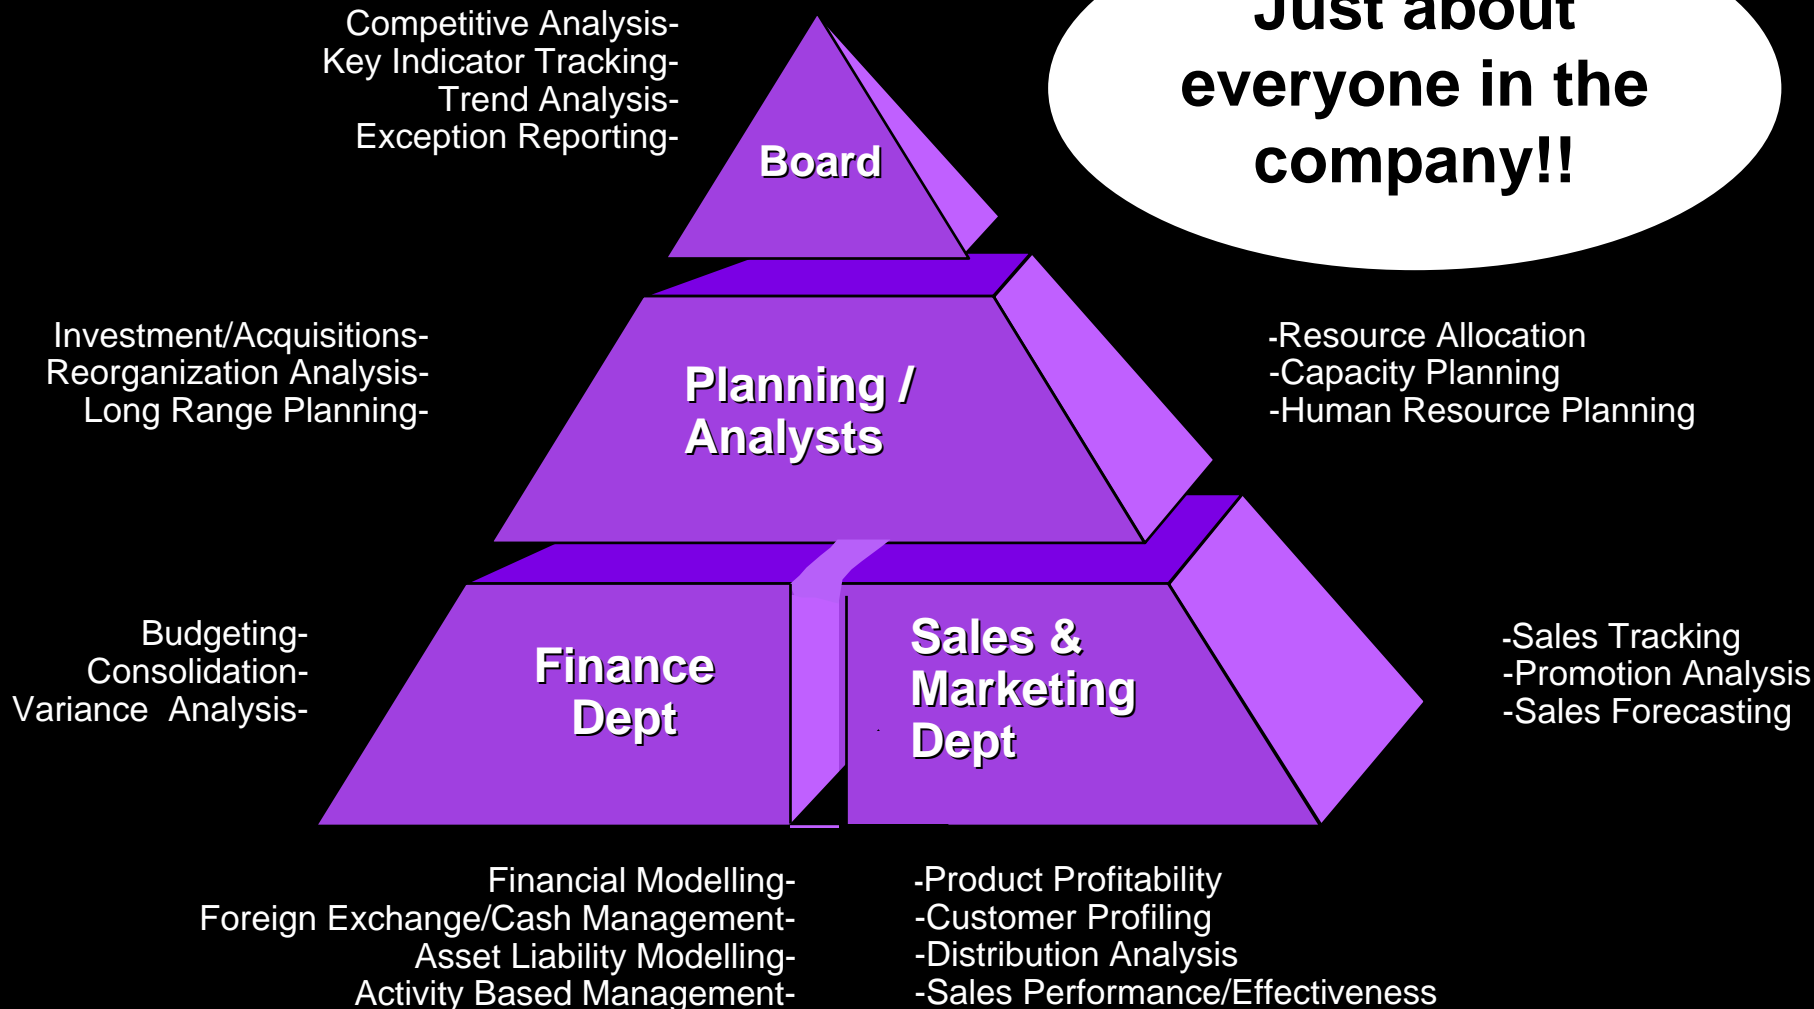 Just about
everyone in the
company!!
Competitive Analysis-
Key Indicator Tracking-
Trend Analysis-
Exception Reporting-
Board
Investment/Acquisitions-
Reorganization Analysis-
Long Range Planning-
Planning /
Analysts
-Resource Allocation
-Capacity Planning
-Human Resource Planning
Budgeting-
Consolidation-
Variance  Analysis-
Finance
Dept
Sales &
Marketing
Dept
-Sales Tracking
-Promotion Analysis
-Sales Forecasting
Financial Modelling-
Foreign Exchange/Cash Management-
Asset Liability Modelling-
Activity Based Management-
-Product Profitability
-Customer Profiling
-Distribution Analysis
-Sales Performance/Effectiveness